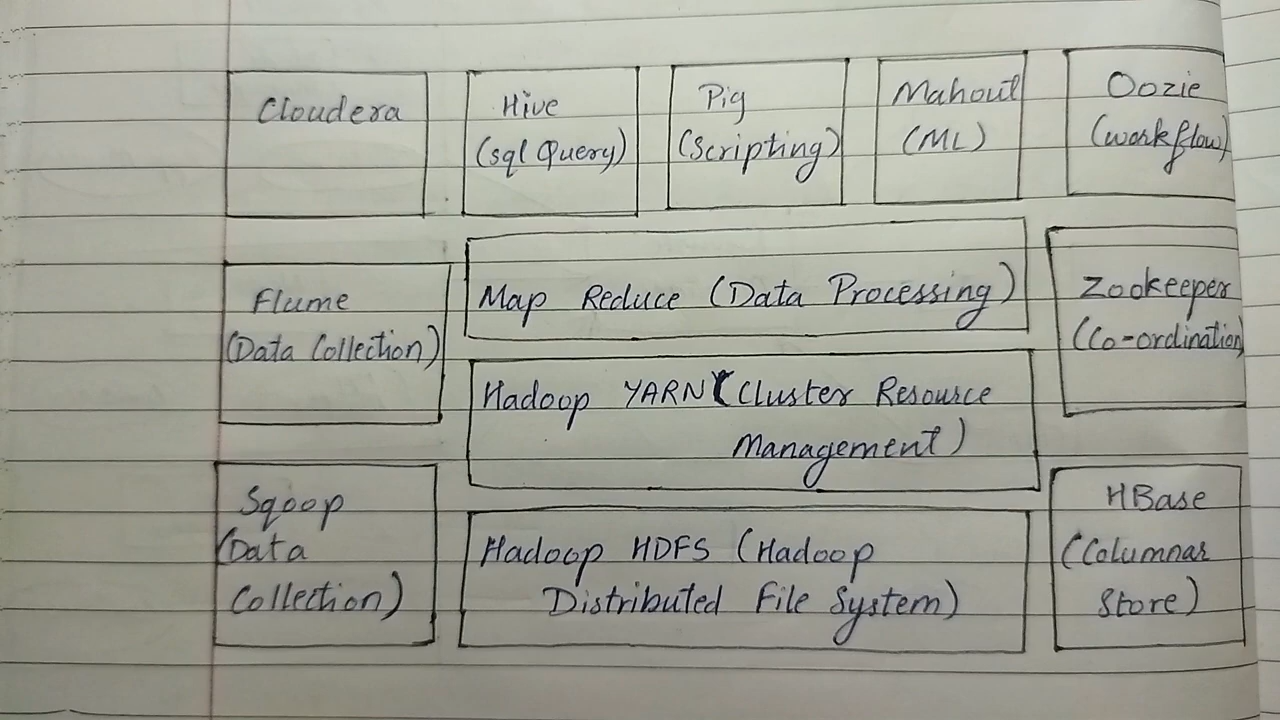 Cloudera
Hive
(sql Query)
Pig
(Scripting)
Mahout
(ML)
Oozie
(workflow)
Flume
(Data Collection)
Map Reduce (Data Processing)
Zookeeper
(Co-ordination)
Hadoop YARN (Cluster Resource
Management)
Sqoop
(Data
Collection)
Hadoop HDFS (Hadoop
Distributed File System)
HBase
(Columnar
Store)